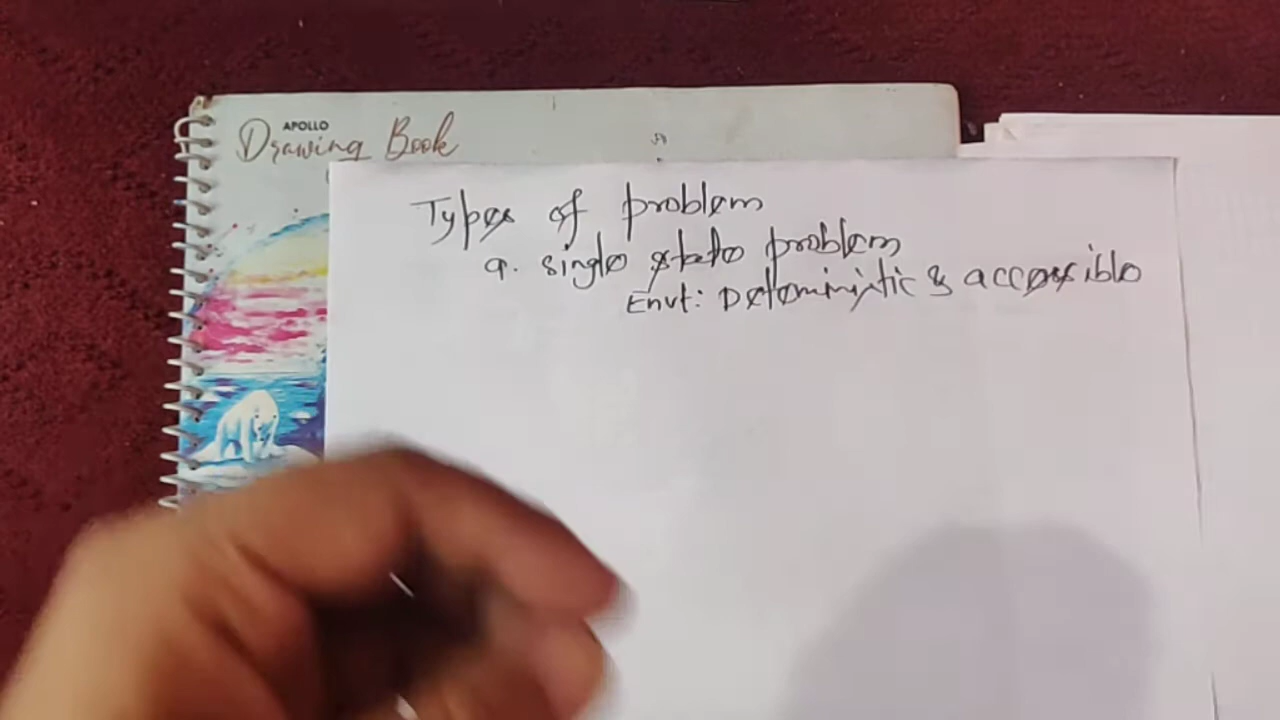 APOLLO
Drawing Book
Types of problem
a. single state problem
Envt: Deterministic & accessible